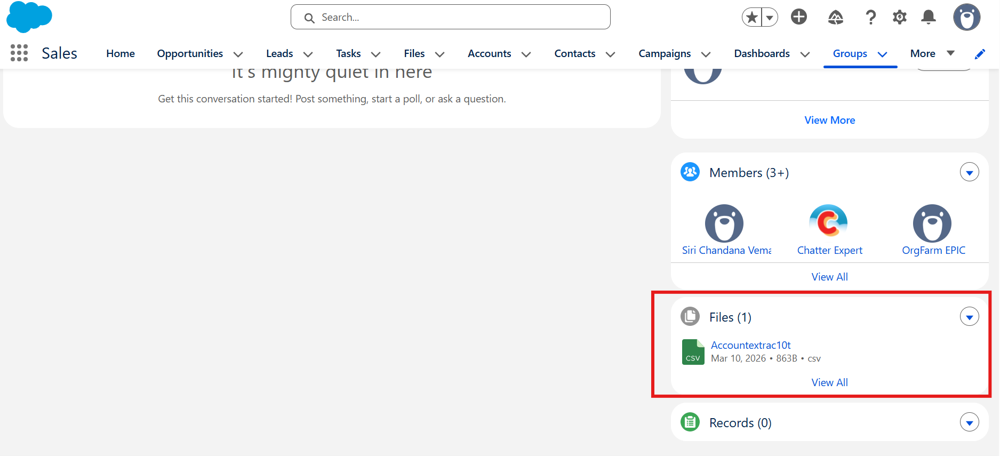 Search...
Sales
Home
Opportunities
Leads
Tasks
Files
Accounts
Contacts
Campaigns
Dashboards
Groups
More
It's mighty quiet in here
Get this conversation started! Post something, start a poll, or ask a question.
View More
Members (3+)
Siri Chandana Vema
Chatter Expert
OrgFarm EPIC
View All
Files (1)
CSV
Accountextrac10t
Mar 10, 2026 • 863B • csv
View All
Records (0)